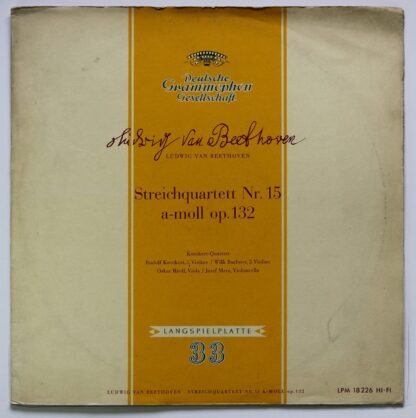 Deutsche
Grammophon
Gesellschaft
Ludwig van Beethoven
LUDWIG VAN BEETHOVEN
Streichquartett Nr. 15
a-moll op. 132
Koeckert-Quartett
Rudolf Koeckert, 1. Violine / Willi Buchner, 2. Violine
Oskar Riedl, Viola / Josef Merz, Violoncello
LANGSPIELPLATTE
33
LUDWIG VAN BEETHOVEN · STREICHQUARTETT NR. 15 A-MOLL op. 132
LPM 18 226 HI-FI